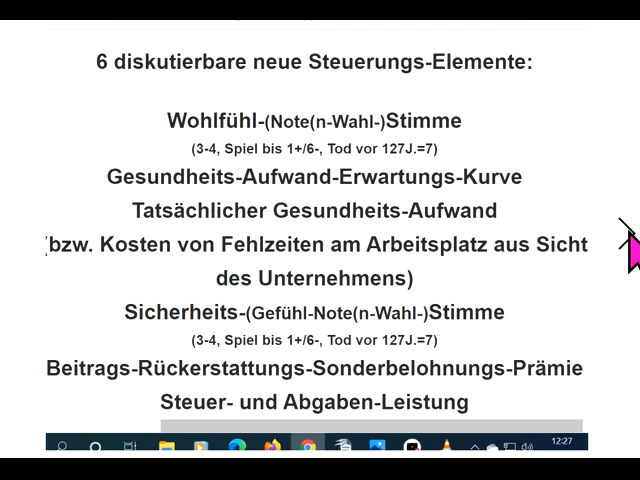 6 diskutierbare neue Steuerungs-Elemente:
Wohlfühl-(Note(n-Wahl-)Stimme
(3-4, Spiel bis 1+/6-, Tod vor 127J.=7)
Gesundheits-Aufwand-Erwartungs-Kurve
Tatsächlicher Gesundheits-Aufwand
(bzw. Kosten von Fehlzeiten am Arbeitsplatz aus Sicht
des Unternehmens)
Sicherheits-(Gefühl-Note(n-Wahl-)Stimme
(3-4, Spiel bis 1+/6-, Tod vor 127J.=7)
Beitrags-Rückerstattungs-Sonderbelohnungs-Prämie
Steuer- und Abgaben-Leistung
12:27